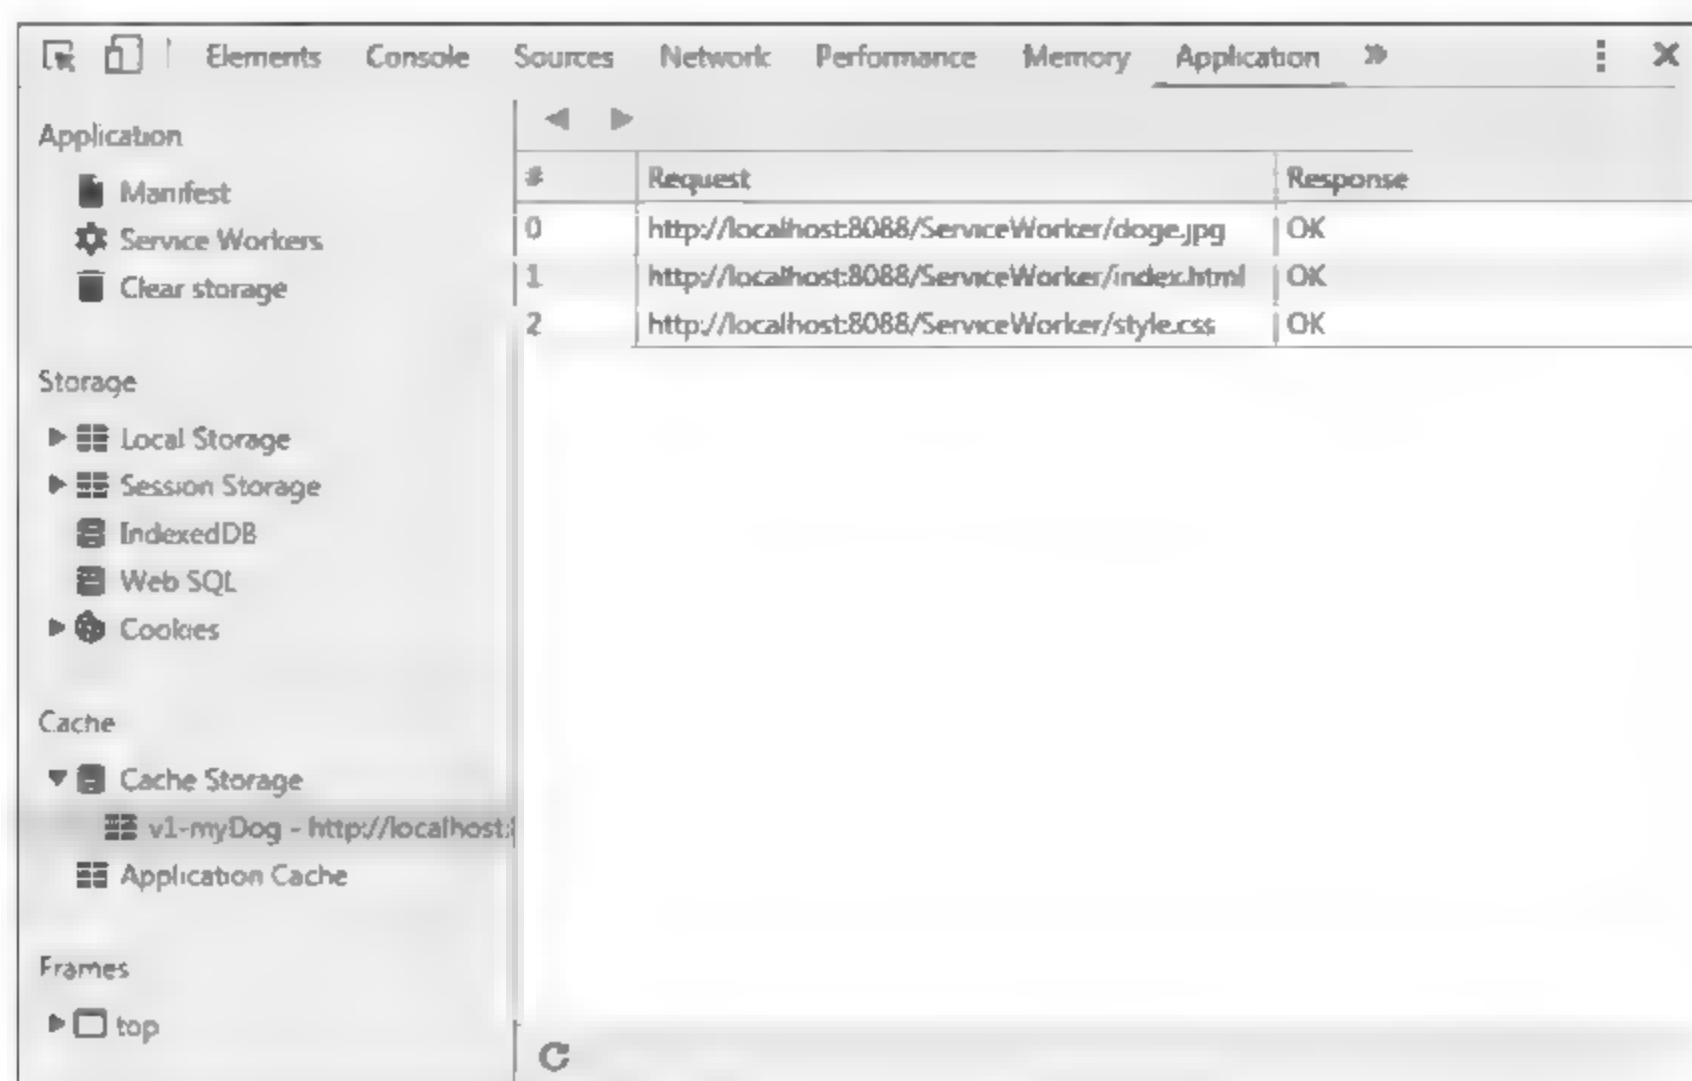 Elements Console Sources Network Performance Memory Application »
Application
Manifest
Service Workers
Clear storage
Storage
Local Storage
Session Storage
IndexedDB
Web SQL
Cookies
Cache
Cache Storage
v1-myDog - http://localhost:
Application Cache
Frames
top
# Request Response
0 http://localhost:8088/ServiceWorker/doge.jpg OK
1 http://localhost:8088/ServiceWorker/index.html OK
2 http://localhost:8088/ServiceWorker/style.css OK